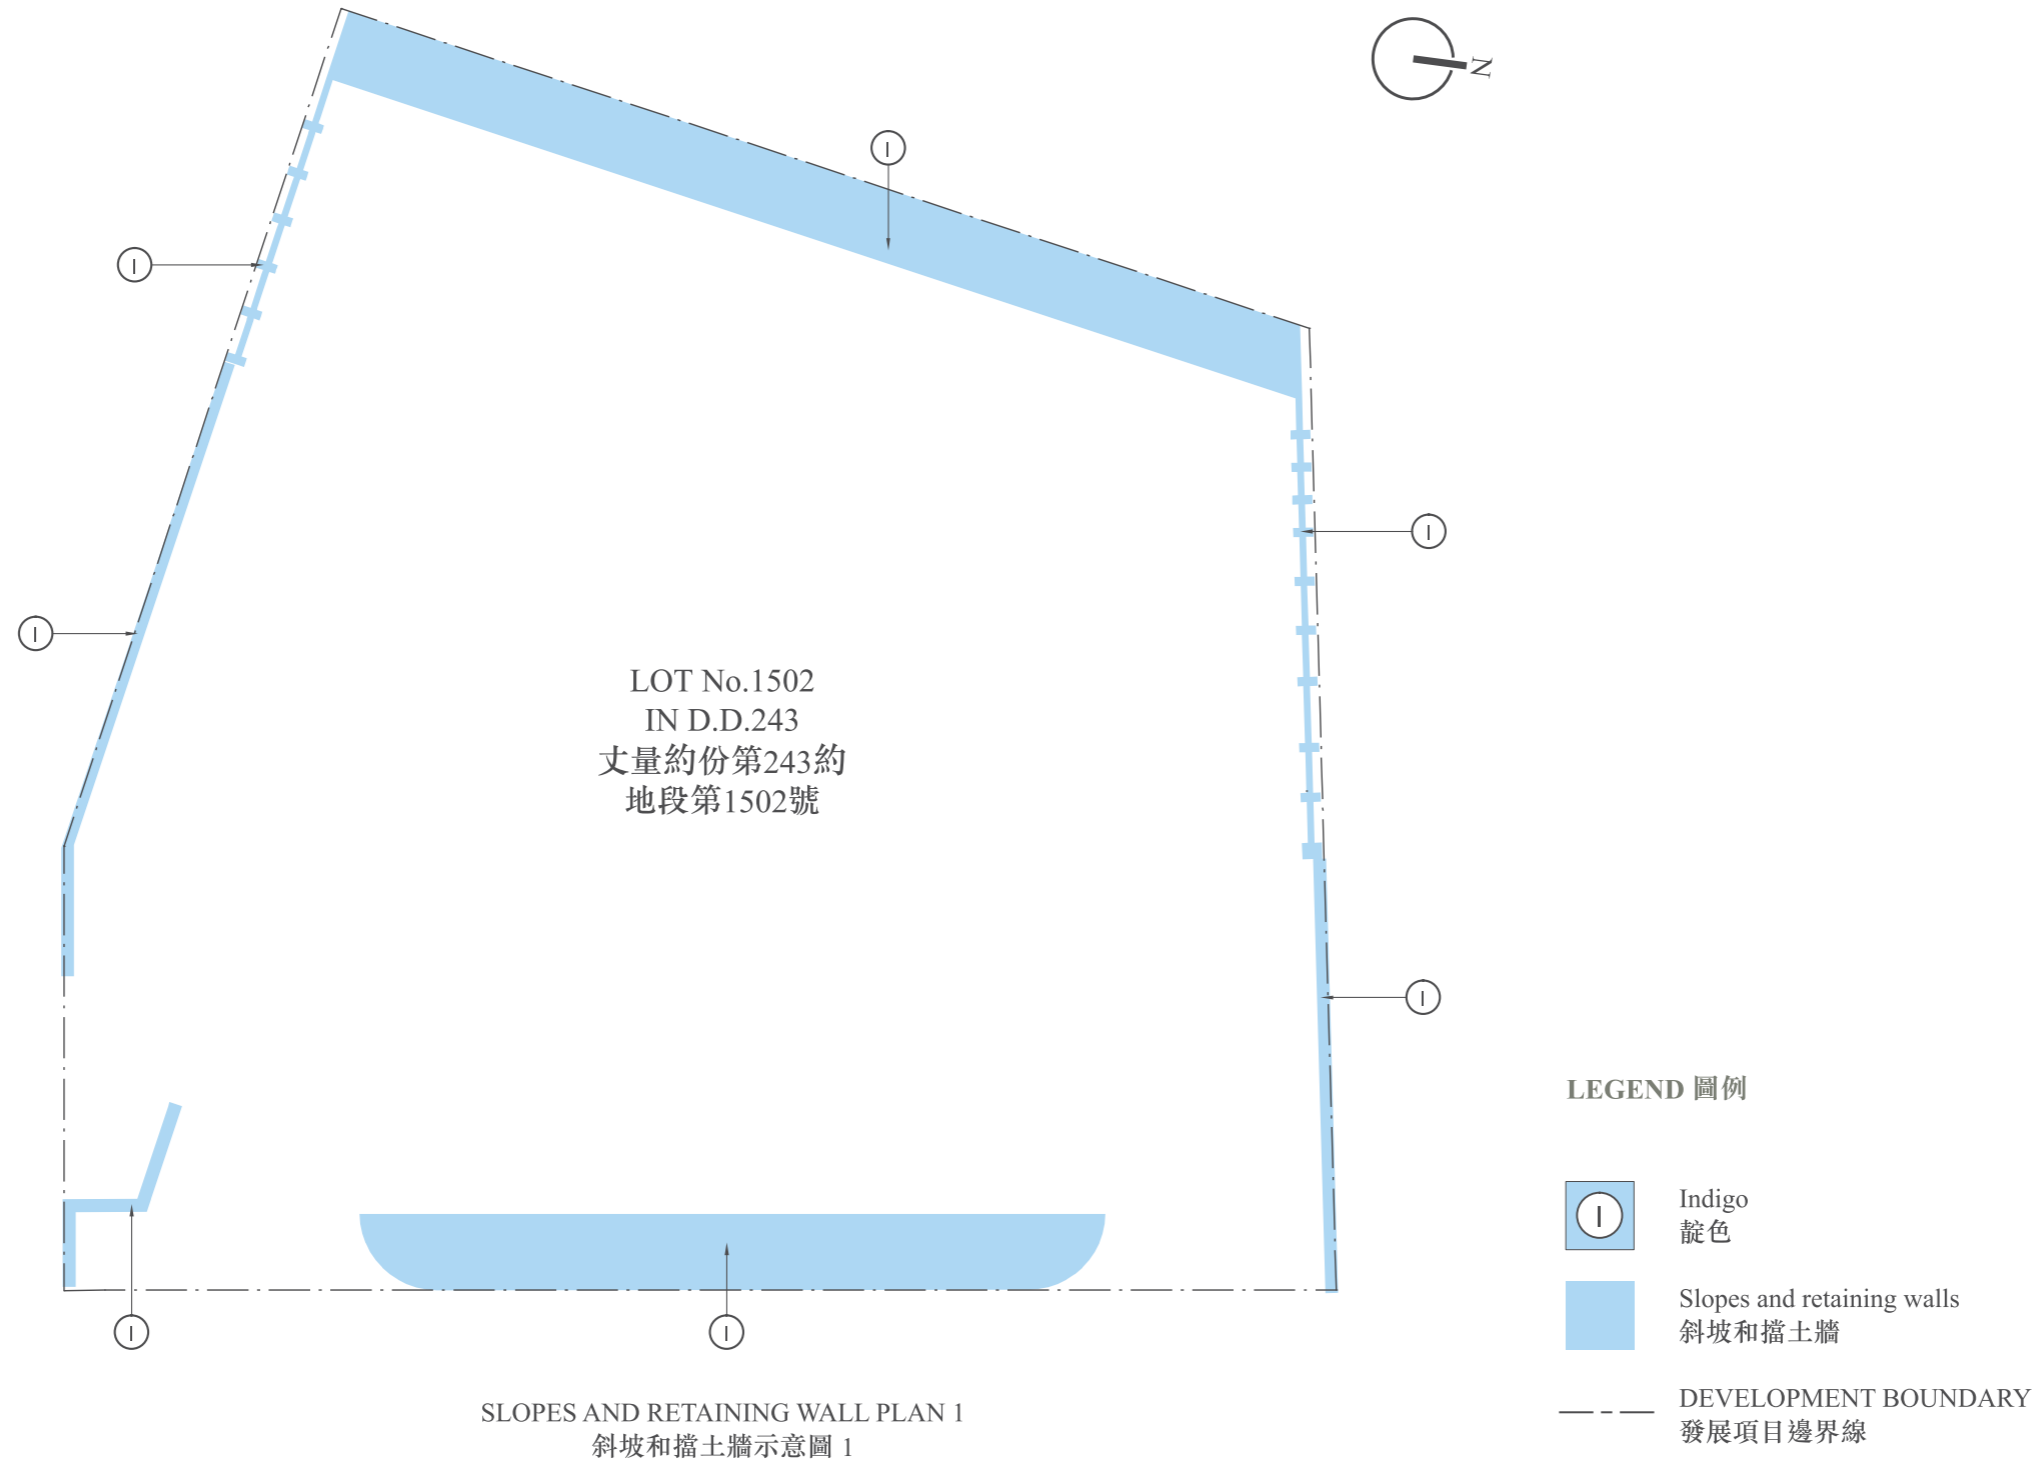 N
I
I
I
I
LOT No.1502
IN D.D.243
丈量約份第243約
地段第1502號
I
I
I
SLOPES AND RETAINING WALL PLAN 1
斜坡和擋土牆示意圖 1
LEGEND 圖例
I
Indigo
靛色
Slopes and retaining walls
斜坡和擋土牆
DEVELOPMENT BOUNDARY
發展項目邊界線